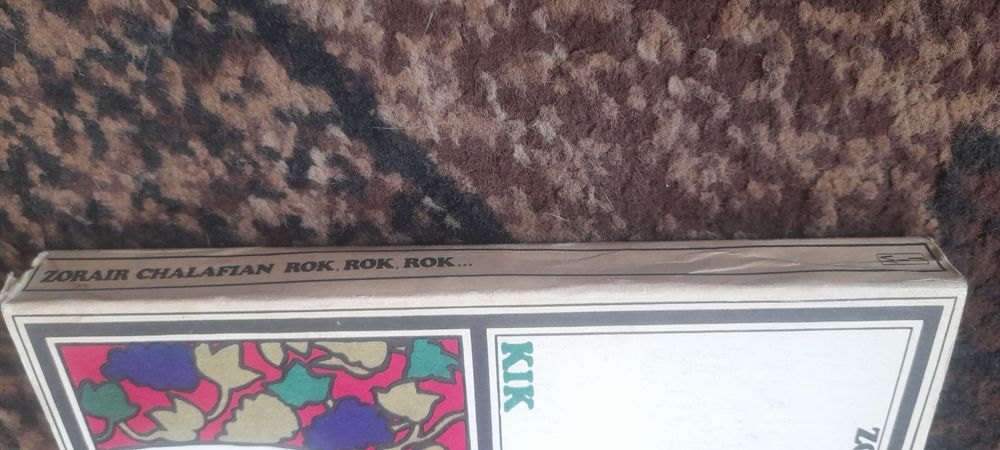 ZORAIR CHALAFIAN ROK, ROK, ROK...
KIK